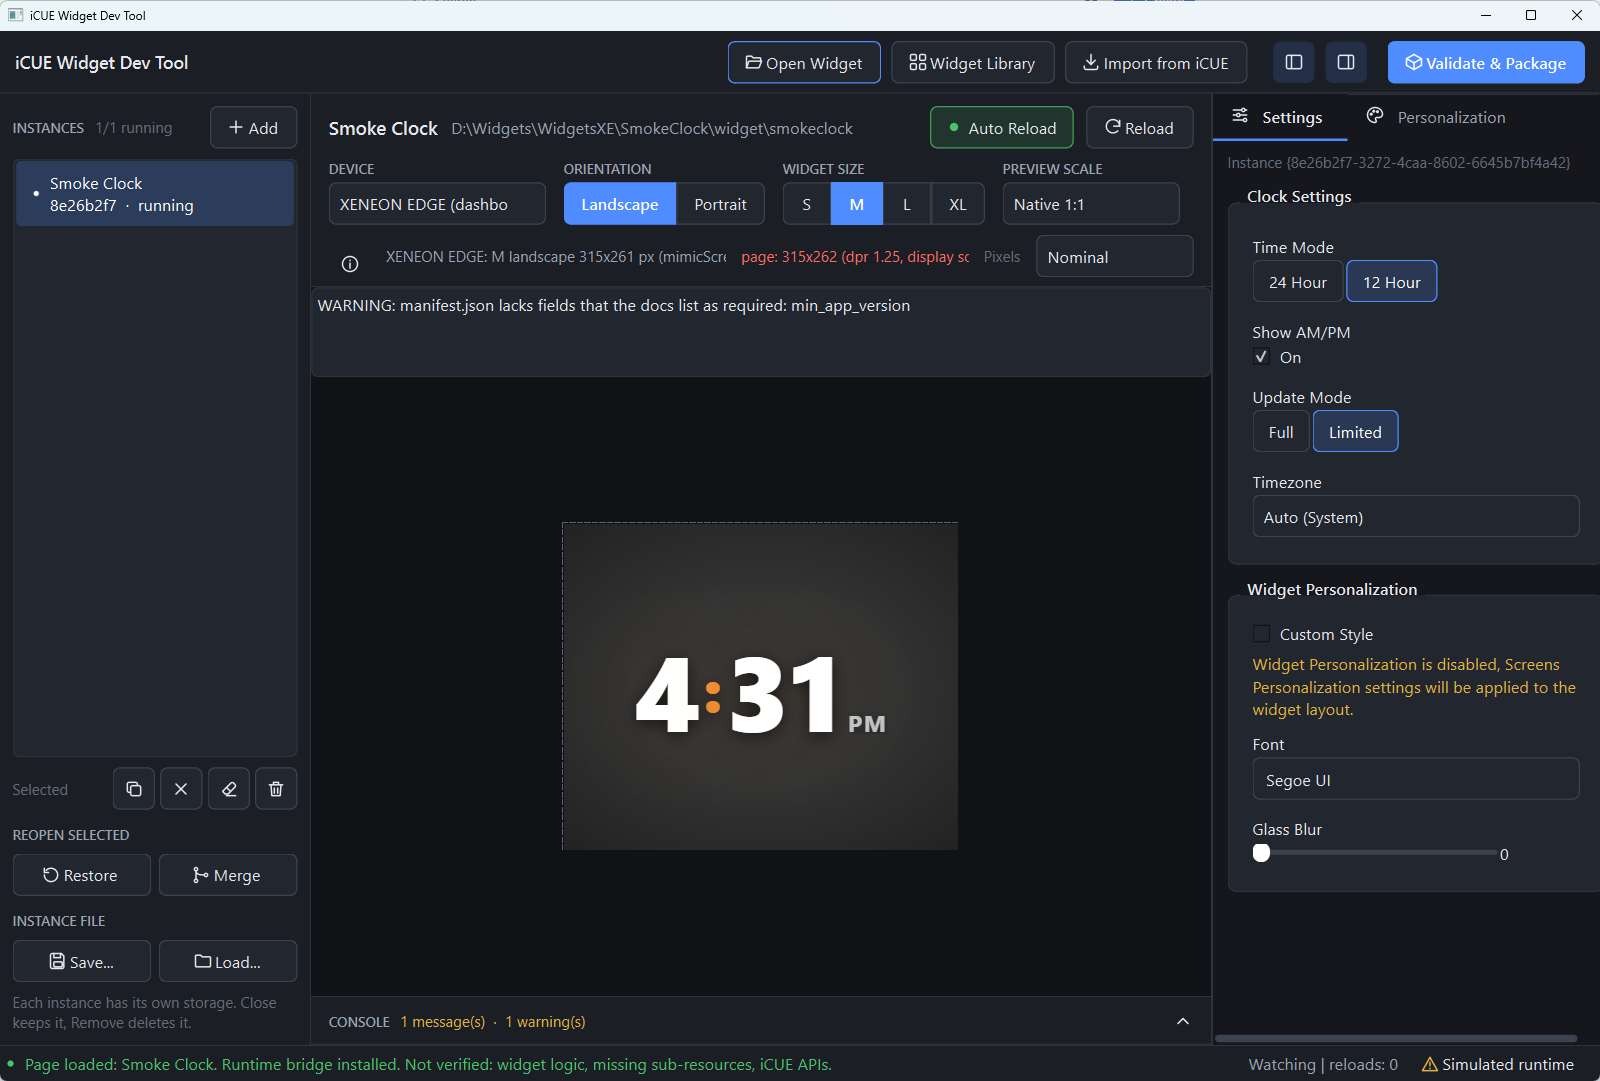 iCUE Widget Dev Tool
iCUE Widget Dev Tool
Open Widget
Widget Library
Import from iCUE
Validate & Package
INSTANCES 1/1 running
Add
Smoke Clock
8e26b2f7 · running
Selected
REOPEN SELECTED
Restore
Merge
INSTANCE FILE
Save...
Load...
Each instance has its own storage. Close
keeps it, Remove deletes it.
Smoke Clock D:\Widgets\WidgetsXE\SmokeClock\widget\smokeclock
Auto Reload
Reload
DEVICE
XENEON EDGE (dashbo
ORIENTATION
Landscape
Portrait
WIDGET SIZE
S
M
L
XL
PREVIEW SCALE
Native 1:1
XENEON EDGE: M landscape 315x261 px (mimicScre
page: 315x262 (dpr 1.25, display sc
Pixels
Nominal
WARNING: manifest.json lacks fields that the docs list as required: min_app_version
4:31 PM
CONSOLE 1 message(s) · 1 warning(s)
Settings
Personalization
Instance {8e26b2f7-3272-4caa-8602-6645b7bf4a42}
Clock Settings
Time Mode
24 Hour
12 Hour
Show AM/PM
On
Update Mode
Full
Limited
Timezone
Auto (System)
Widget Personalization
Custom Style
Widget Personalization is disabled, Screens
Personalization settings will be applied to the
widget layout.
Font
Segoe UI
Glass Blur
0
Page loaded: Smoke Clock. Runtime bridge installed. Not verified: widget logic, missing sub-resources, iCUE APIs.
Watching | reloads: 0
Simulated runtime